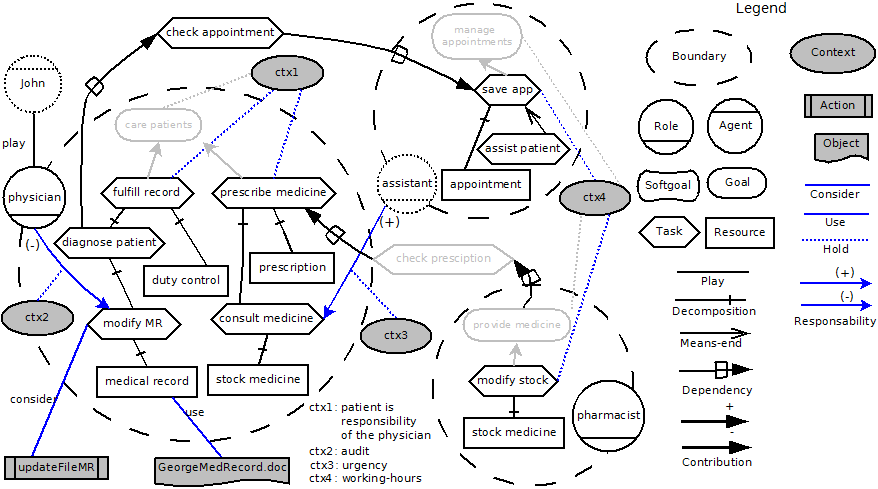 Legend
manage
appointments
check appointment
Boundary
Context
ctx1
John
save app
care patients
Action
Role
Agent
play
Object
assist patient
fulfill record
prescribe medicine
assistant
appointment
physician
ctx4
Softgoal
Goal
Consider
(+)
Use
Task
Resource
(-)
diagnose patient
Hold
check presciption
duty control
prescription
Play
(+)
Decomposition
(-)
ctx2
modify MR
consult medicine
provide medicine
ctx3
Responsability
Means-end
medical record
stock medicine
modify stock
Dependency
consider
use
ctx1: patient is
responsibility
of the physician
ctx2: audit
ctx3: urgency
ctx4: working-hours
pharmacist
stock medicine
+
-
Contribution
updateFileMR
GeorgeMedRecord.doc